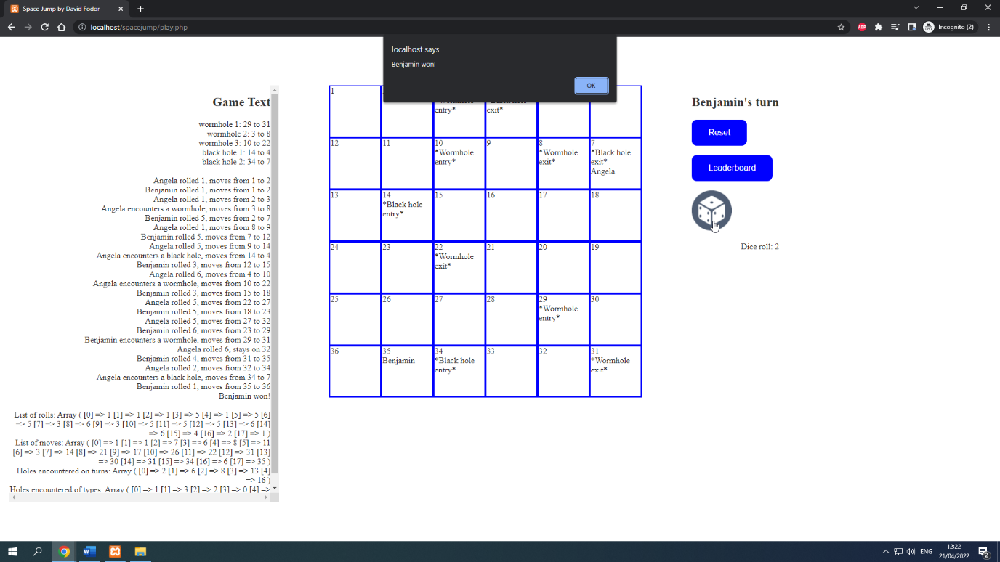 Space Jump by David Fodor
localhost/spacejump/play.php
ABP
Incognito (2)
localhost says
Benjamin won!
OK
Game Text
wormhole 1: 29 to 31
wormhole 2: 3 to 8
wormhole 3: 10 to 22
black hole 1: 14 to 4
black hole 2: 34 to 7
Angela rolled 1, moves from 1 to 2
Benjamin rolled 1, moves from 1 to 2
Angela rolled 1, moves from 2 to 3
Angela encounters a wormhole, moves from 3 to 8
Benjamin rolled 5, moves from 2 to 7
Angela rolled 1, moves from 8 to 9
Benjamin rolled 5, moves from 7 to 12
Angela rolled 5, moves from 9 to 14
Angela encounters a black hole, moves from 14 to 4
Benjamin rolled 3, moves from 12 to 15
Angela rolled 6, moves from 4 to 10
Angela encounters a wormhole, moves from 10 to 22
Benjamin rolled 3, moves from 15 to 18
Angela rolled 5, moves from 22 to 27
Benjamin rolled 5, moves from 18 to 23
Angela rolled 5, moves from 27 to 32
Benjamin rolled 6, moves from 23 to 29
Benjamin encounters a wormhole, moves from 29 to 31
Angela rolled 6, stays on 32
Benjamin rolled 4, moves from 31 to 35
Angela rolled 2, moves from 32 to 34
Angela encounters a black hole, moves from 34 to 7
Benjamin rolled 1, moves from 35 to 36
Benjamin won!
List of rolls: Array ( [0] => 1 [1] => 1 [2] => 1 [3] => 5 [4] => 1 [5] => 5 [6]
=> 5 [7] => 3 [8] => 6 [9] => 3 [10] => 5 [11] => 5 [12] => 5 [13] => 6 [14]
=> 6 [15] => 4 [16] => 2 [17] => 1 )
List of moves: Array ( [0] => 1 [1] => 1 [2] => 7 [3] => 6 [4] => 8 [5] => 11
[6] => 3 [7] => 14 [8] => 21 [9] => 17 [10] => 26 [11] => 22 [12] => 31 [13]
=> 30 [14] => 31 [15] => 34 [16] => 6 [17] => 35 )
Holes encountered on turns: Array ( [0] => 2 [1] => 6 [2] => 8 [3] => 13 [4]
=> 16 )
Holes encountered of types: Array ( [0] => 1 [1] => 3 [2] => 2 [3] => 0 [4] =>
1
entry*
exit*
12
11
10
*Wormhole
entry*
9
8
*Wormhole
exit*
7
*Black hole
exit*
Angela
13
14
*Black hole
entry*
15
16
17
18
24
23
22
*Wormhole
exit*
21
20
19
25
26
27
28
29
*Wormhole
entry*
30
36
35
Benjamin
34
*Black hole
entry*
33
32
31
*Wormhole
exit*
Benjamin's turn
Reset
Leaderboard
Dice roll: 2
ENG
12:22
21/04/2022
2